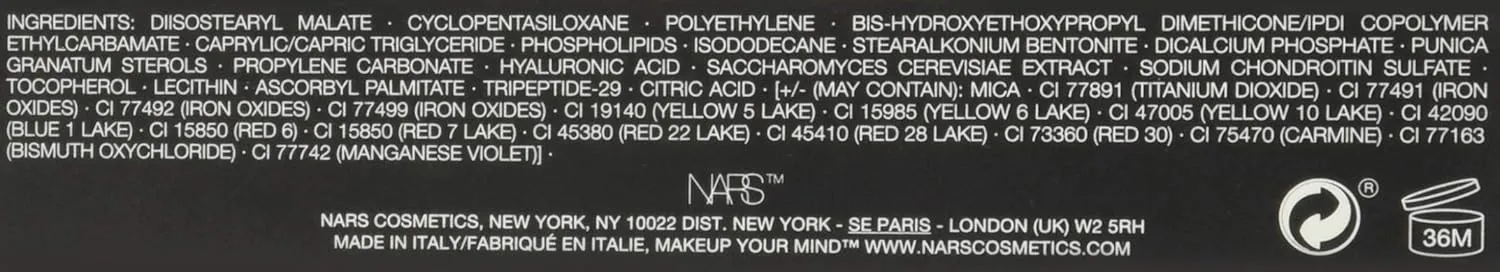 INGREDIENTS: DIISOSTEARYL MALATE · CYCLOPENTASILOXANE · POLYETHYLENE · BIS-HYDROXYETHOXYPROPYL DIMETHICONE/IPDI COPOLYMER
ETHYLCARBAMATE · CAPRYLIC/CAPRIC TRIGLYCERIDE · PHOSPHOLIPIDS · ISODODECANE · STEARALKONIUM BENTONITE · DICALCIUM PHOSPHATE · PUNICA
GRANATUM STEROLS · PROPYLENE CARBONATE · HYALURONIC ACID · SACCHAROMYCES CEREVISIAE EXTRACT · SODIUM CHONDROITIN SULFATE ·
TOCOPHEROL · LECITHIN · ASCORBYL PALMITATE · TRIPEPTIDE-29 · CITRIC ACID · [+/- (MAY CONTAIN): MICA · CI 77891 (TITANIUM DIOXIDE) · CI 77491 (IRON
OXIDES) · CI 77492 (IRON OXIDES) · CI 77499 (IRON OXIDES) · CI 19140 (YELLOW 5 LAKE) · CI 15985 (YELLOW 6 LAKE) · CI 47005 (YELLOW 10 LAKE) · CI 42090
(BLUE 1 LAKE) · CI 15850 (RED 6) · CI 15850 (RED 7 LAKE) · CI 45380 (RED 22 LAKE) · CI 45410 (RED 28 LAKE) · CI 73360 (RED 30) · CI 75470 (CARMINE) · CI 77163
(BISMUTH OXYCHLORIDE) · CI 77742 (MANGANESE VIOLET)] ·
NARS™
NARS COSMETICS, NEW YORK, NY 10022 DIST. NEW YORK - SE PARIS - LONDON (UK) W2 5RH
MADE IN ITALY/FABRIQUÉ EN ITALIE, MAKEUP YOUR MIND™ WWW.NARSCOSMETICS.COM
®
36M